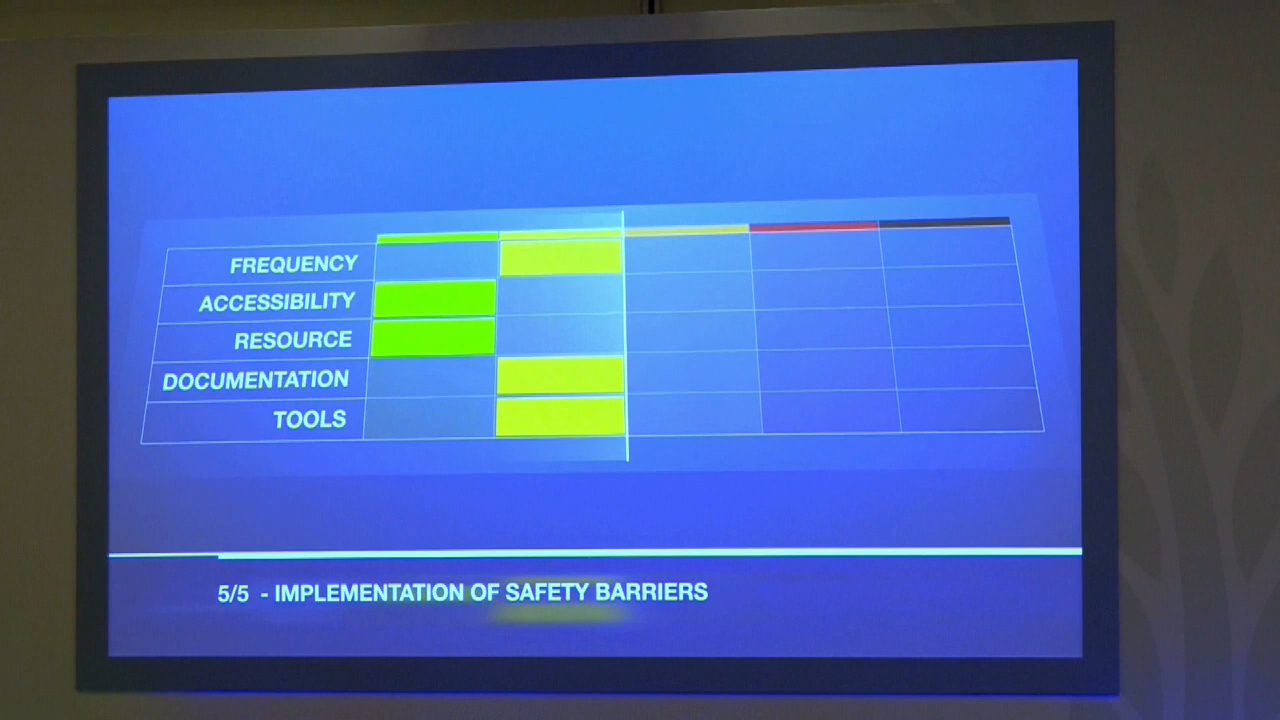 FREQUENCY
ACCESSIBILITY
RESOURCE
DOCUMENTATION
TOOLS
5/5 - IMPLEMENTATION OF SAFETY BARRIERS